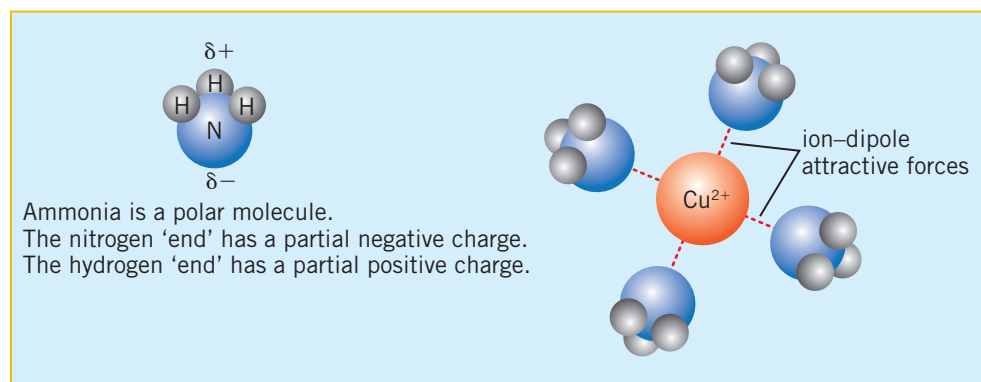 δ+
H
H
H
N
δ−
Ammonia is a polar molecule.
The nitrogen ‘end’ has a partial negative charge.
The hydrogen ‘end’ has a partial positive charge.
Cu²⁺
ion–dipole
attractive forces